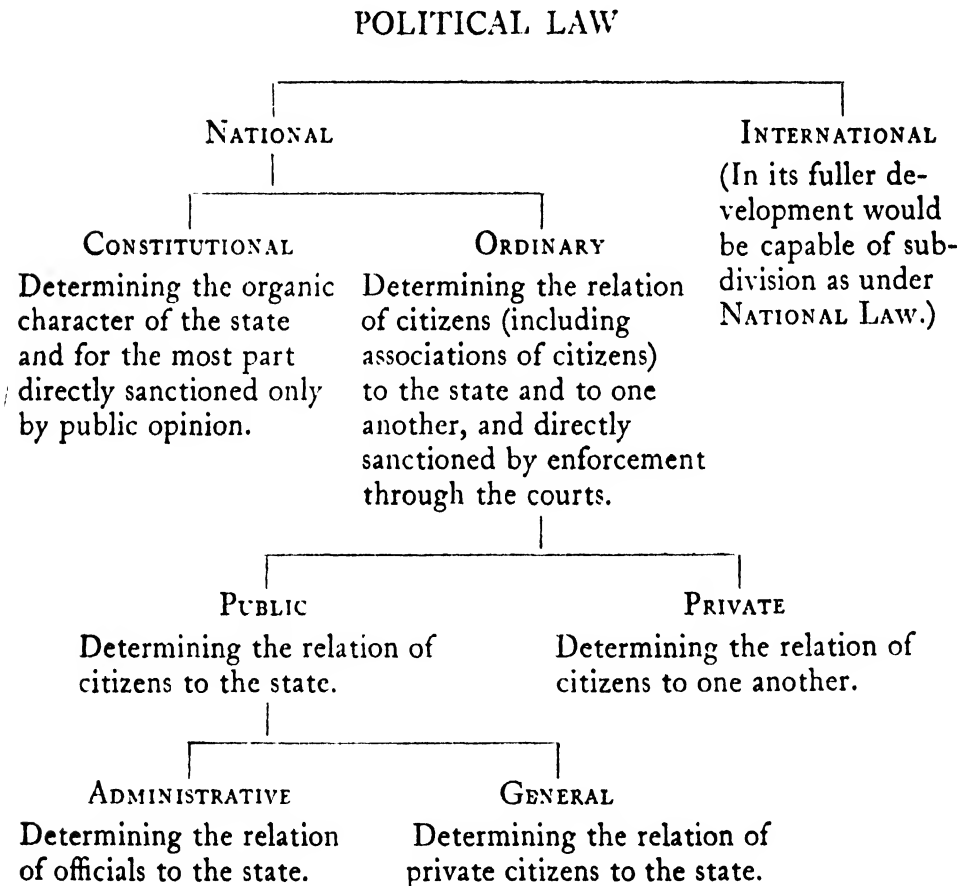 POLITICAL LAW
NATIONAL
INTERNATIONAL
(In its fuller de-
velopment would
be capable of sub-
division as under
NATIONAL LAW.)
CONSTITUTIONAL
Determining the organic
character of the state
and for the most part
directly sanctioned only
by public opinion.
ORDINARY
Determining the relation
of citizens (including
associations of citizens)
to the state and to one
another, and directly
sanctioned by enforcement
through the courts.
PUBLIC
Determining the relation of
citizens to the state.
PRIVATE
Determining the relation of
citizens to one another.
ADMINISTRATIVE
Determining the relation
of officials to the state.
GENERAL
Determining the relation of
private citizens to the state.